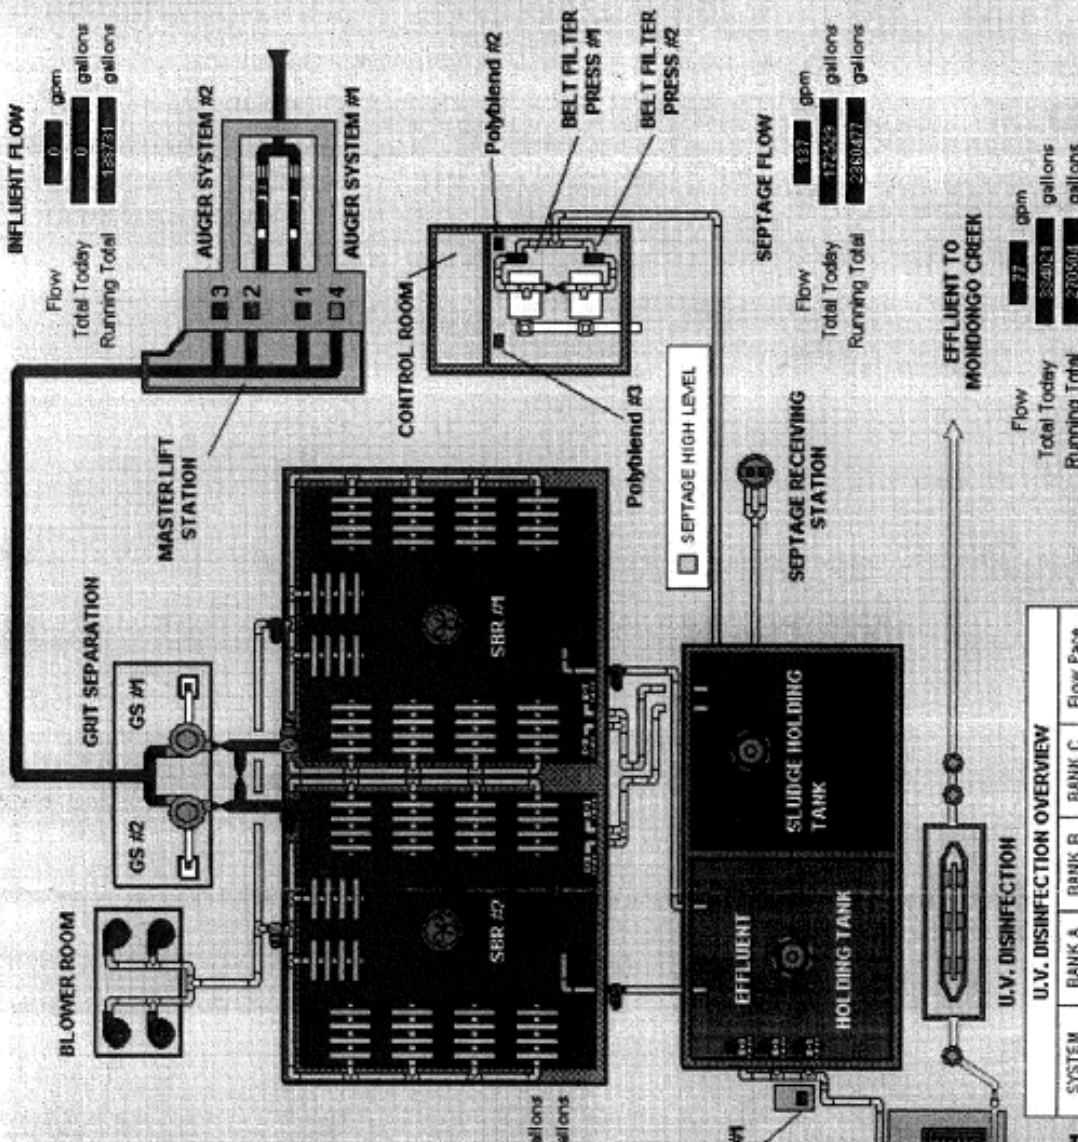 INFLUENT FLOW
Flow 0 gpm
Total Today 0 gallons
Running Total gallons
AUGER SYSTEM #2
AUGER SYSTEM #1
3
2
1
4
MASTER LIFT
STATION
GRIT SEPARATION
GS #1
GS #2
BLOWER ROOM
CONTROL ROOM
Polyblend #2
BELT FILTER
PRESS #1
BELT FILTER
PRESS #2
Polyblend #3
SBR #1
SBR #2
SEPTAGE HIGH LEVEL
SEPTAGE FLOW
Flow 137 gpm
Total Today gallons
Running Total gallons
SEPTAGE RECEIVING
STATION
SLUDGE HOLDING
TANK
EFFLUENT
HOLDING TANK
EFFLUENT TO
MONDONGO CREEK
Flow 77 gpm
Total Today 384021 gallons
Running Total gallons
U.V. DISINFECTION
U.V. DISINFECTION OVERVIEW
SYSTEM BANK A BANK B BANK C Flow Pace
allons
allons
#1